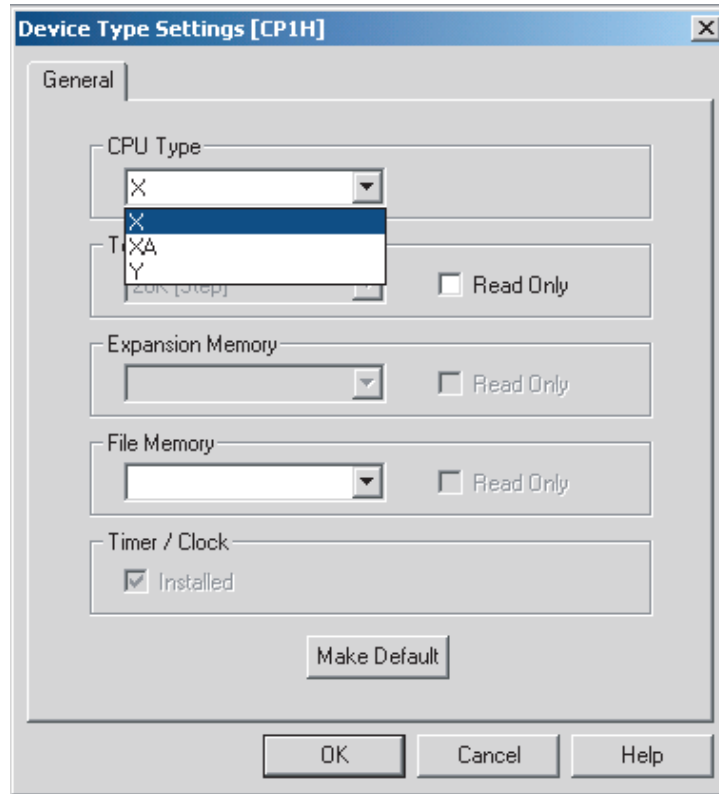 Device Type Settings [CP1H]
General
CPU Type
X
X
XA
Y
Read Only
Expansion Memory
Read Only
File Memory
Read Only
Timer / Clock
Installed
Make Default
OK Cancel Help